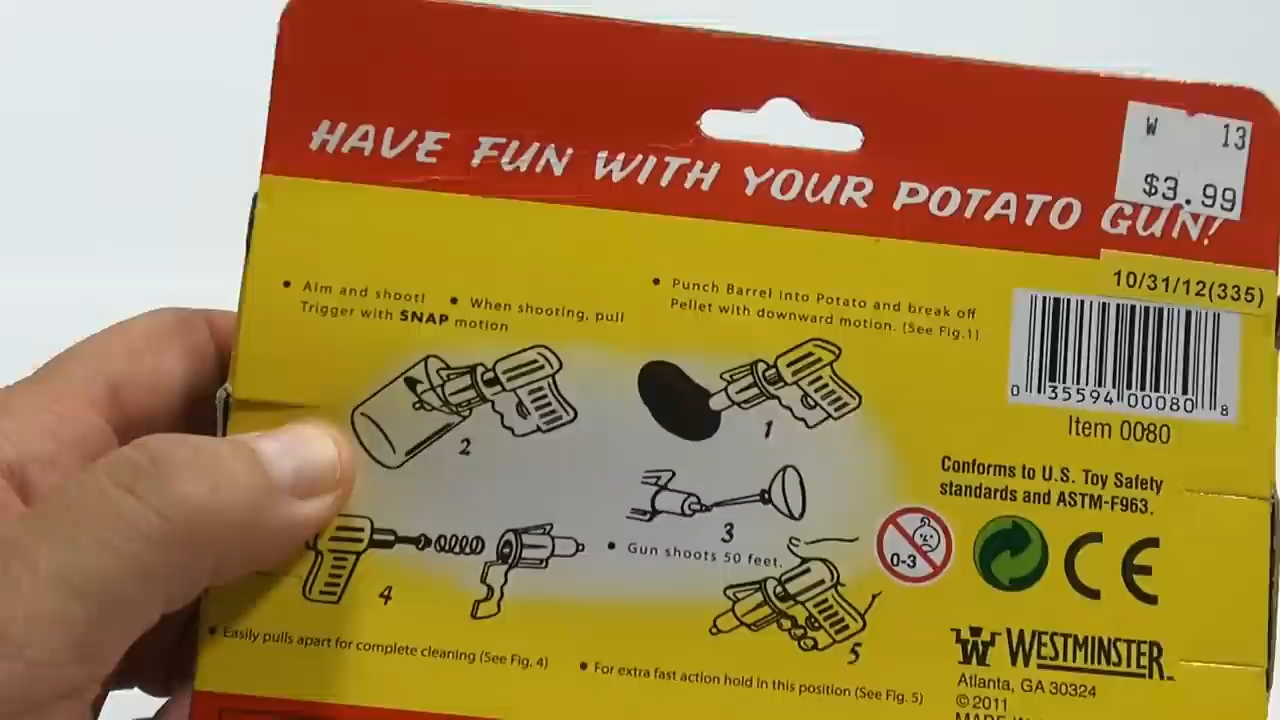 W 13
$3.99
HAVE FUN WITH YOUR POTATO GUN!
10/31/12(335)
• Aim and shoot! • When shooting, pull
Trigger with SNAP motion
• Punch Barrel into Potato and break off
Pellet with downward motion. (See Fig.1)
0 35594 00080 8
Item 0080
2
1
3
• Gun shoots 50 feet.
4
5
• Easily pulls apart for complete cleaning (See Fig. 4)
• For extra fast action hold in this position (See Fig. 5)
Conforms to U.S. Toy Safety
standards and ASTM-F963.
0-3
CE
W WESTMINSTER
Atlanta, GA 30324
©2011